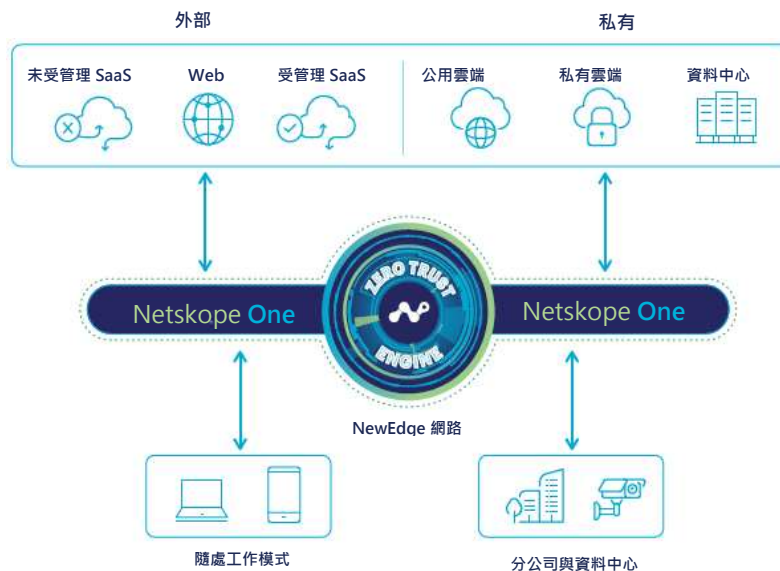 外部
私有
未受管理 SaaS
Web
受管理 SaaS
公用雲端
私有雲端
資料中心
Netskope One
ZERO TRUST
ENGINE
Netskope One
NewEdge 網路
隨處工作模式
分公司與資料中心